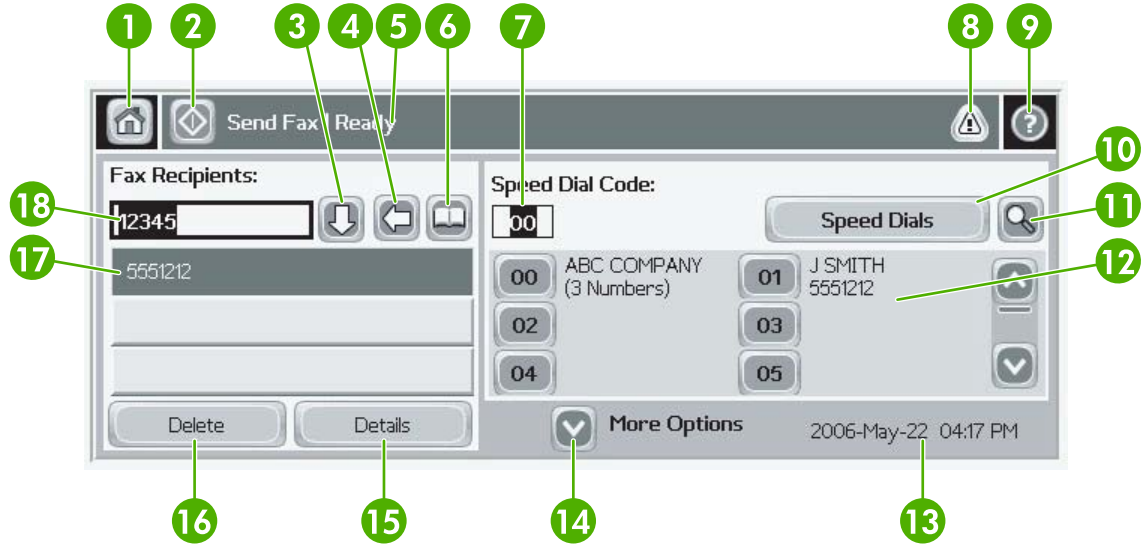 1 2 3 4 5 6 7 8 9
Send Fax | Ready
?
10
Fax Recipients:
Speed Dial Code:
18 12345
00
Speed Dials
11
17 5551212
00 ABC COMPANY
(3 Numbers)
01 J SMITH
5551212
12
02 03
04 05
Delete Details
More Options
2006-May-22 04:17 PM
16 15 14 13